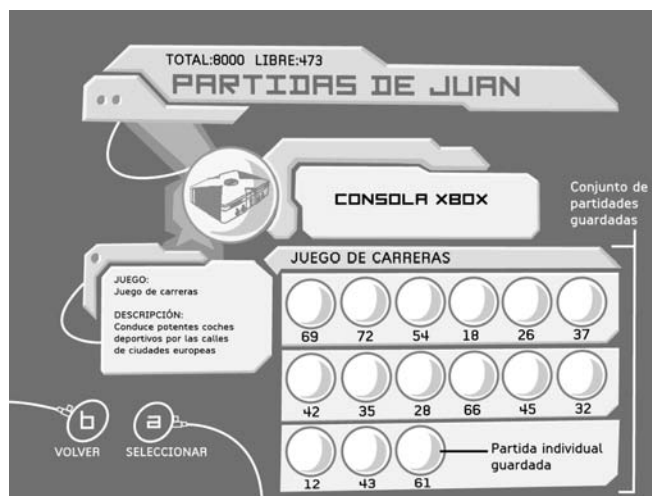 TOTAL:8000 LIBRE:473
PARTIDAS DE JUAN
CONSOLA XBOX
Conjunto de
partidades
guardadas
JUEGO DE CARRERAS
JUEGO:
Juego de carreras
DESCRIPCIÓN:
Conduce potentes coches
deportivos por las calles
de ciudades europeas
69 72 54 18 26 37
42 35 28 66 45 32
12 43 61
Partida individual
guardada
b
VOLVER
a
SELECCIONAR